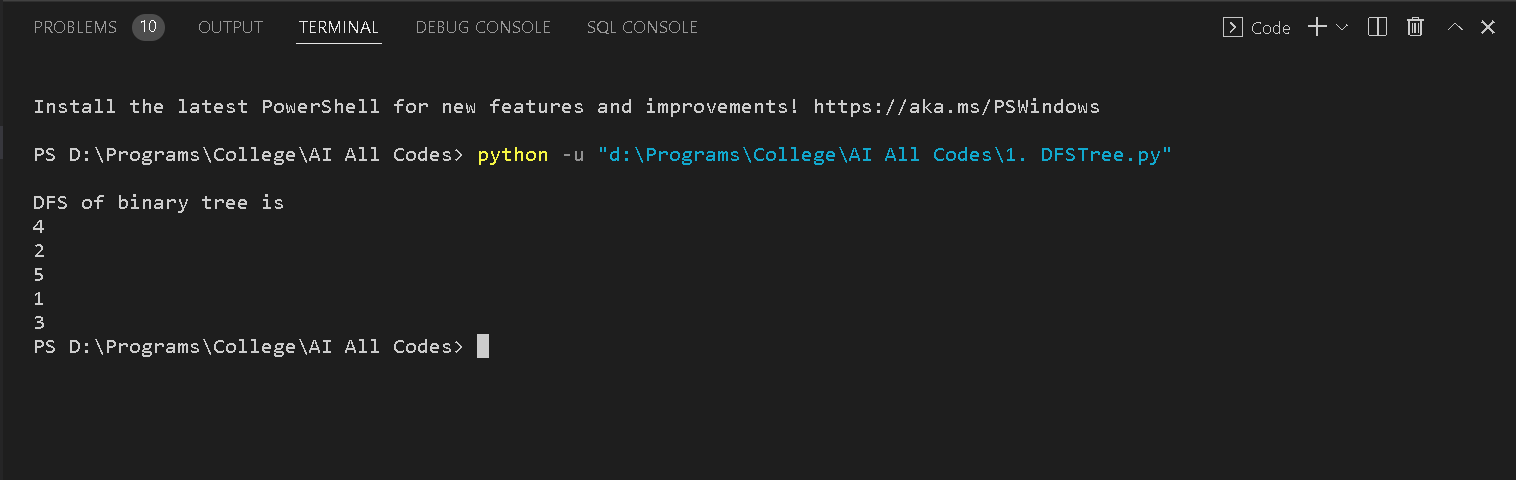 PROBLEMS 10 OUTPUT TERMINAL DEBUG CONSOLE SQL CONSOLE Code
Install the latest PowerShell for new features and improvements! https://aka.ms/PSWindows
PS D:\Programs\College\AI All Codes> python -u "d:\Programs\College\AI All Codes\1. DFSTree.py"
DFS of binary tree is
4
2
5
1
3
PS D:\Programs\College\AI All Codes>